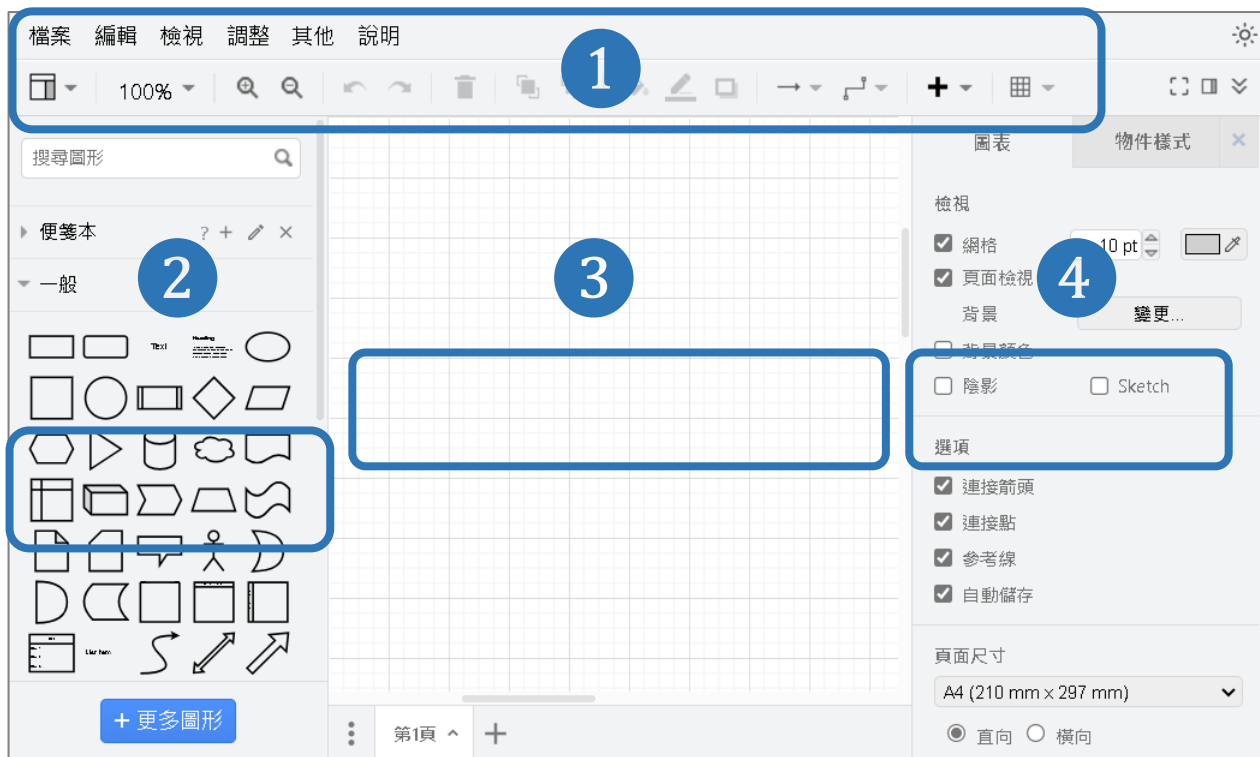 檔案 編輯 檢視 調整 其他 說明
100%
1
搜尋圖形
圖表 物件樣式
便箋本 ?
檢視
網格 10 pt
一般
2
3
4
頁面檢視
背景 變更...
背景顏色
Text
Heading
陰影 Sketch
選項
連接箭頭
連接點
參考線
自動儲存
List Item
頁面尺寸
A4 (210 mm x 297 mm)
+ 更多圖形
第1頁
直向 橫向